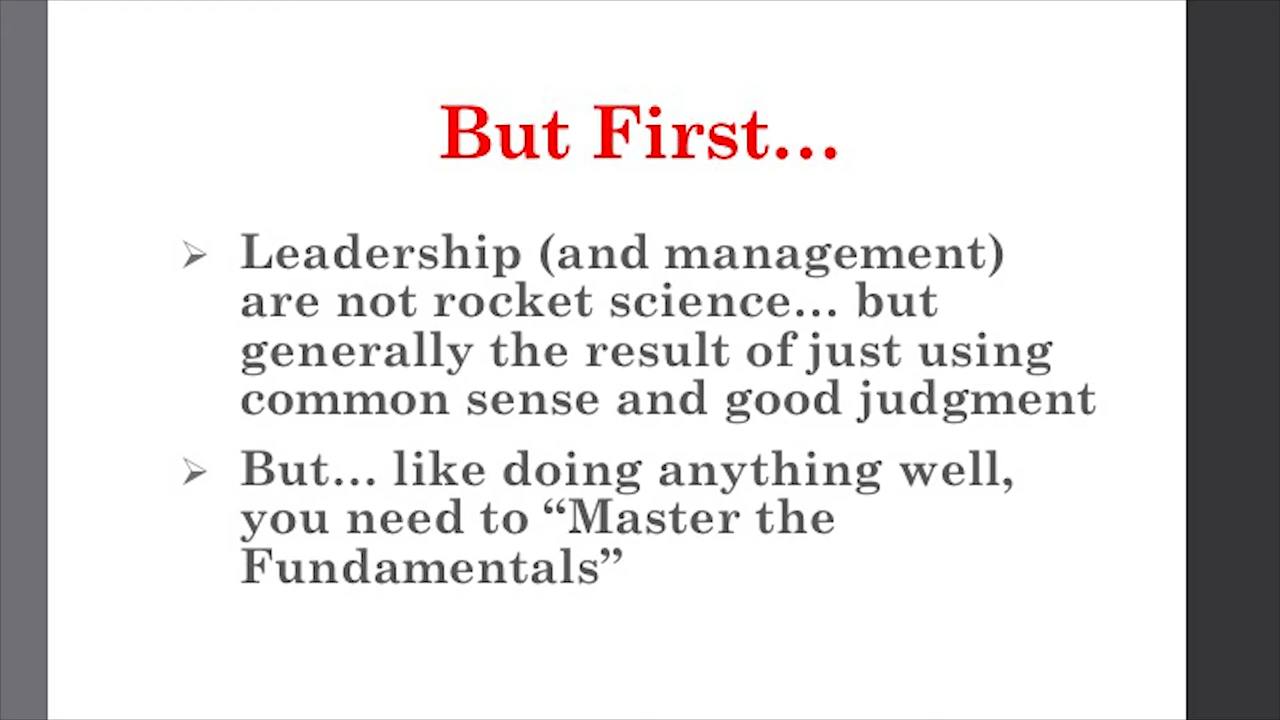 But First...
Leadership (and management)
are not rocket science... but
generally the result of just using
common sense and good judgment
But... like doing anything well,
you need to “Master the
Fundamentals”